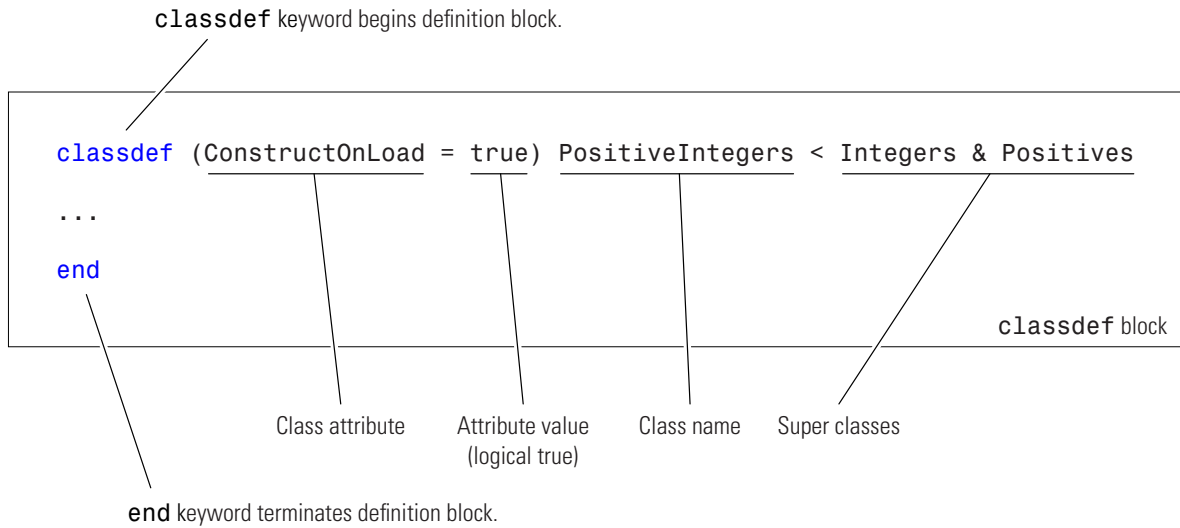 classdef keyword begins definition block.
classdef (ConstructOnLoad = true) PositiveIntegers < Integers & Positives
...
end
classdef block
Class attribute
Attribute value
(logical true)
Class name
Super classes
end keyword terminates definition block.